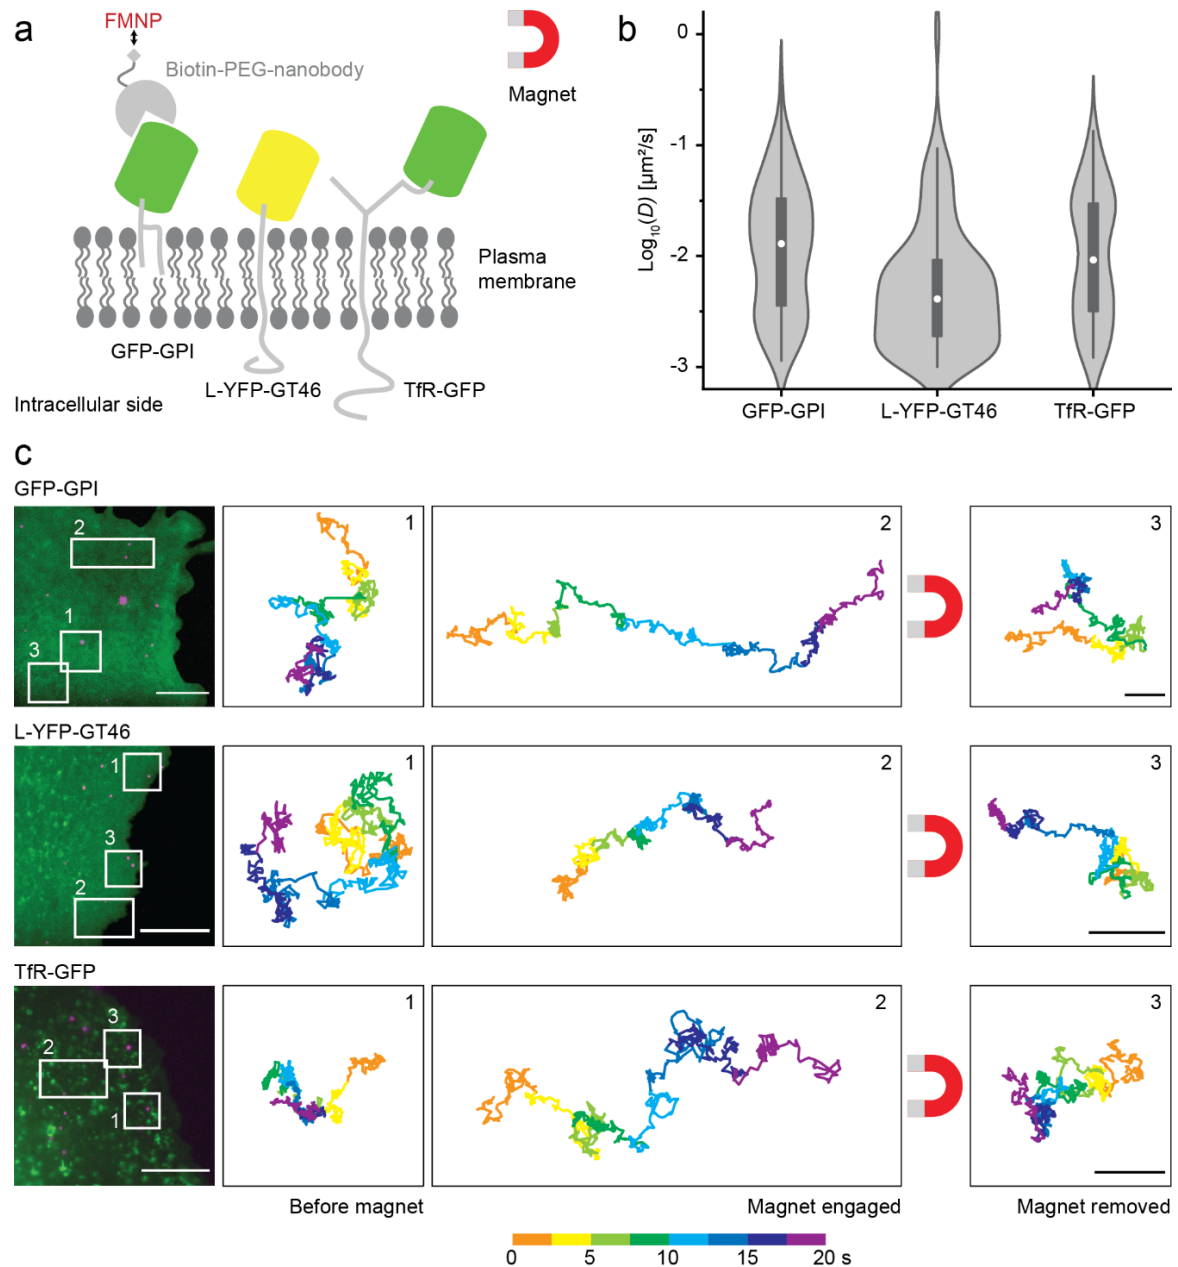 a
FMNP
Biotin-PEG-nanobody
Magnet
Plasma
membrane
GFP-GPI
L-YFP-GT46
TfR-GFP
Intracellular side
b
Log10(D) [µm²/s]
0
-1
-2
-3
GFP-GPI
L-YFP-GT46
TfR-GFP
c
GFP-GPI
2
1
3
1
2
3
L-YFP-GT46
1
3
2
1
2
3
TfR-GFP
3
2
1
1
2
3
Before magnet
Magnet engaged
Magnet removed
0 5 10 15 20 s